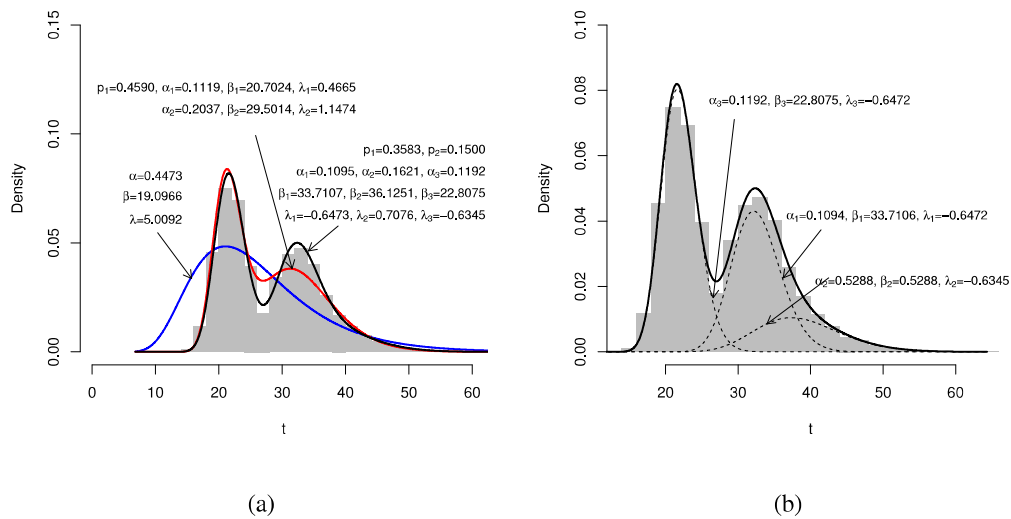 0.15
p₁=0.4590, α₁=0.1119, β₁=20.7024, λ₁=0.4665
α₂=0.2037, β₂=29.5014, λ₂=1.1474
0.10
p₁=0.3583, p₂=0.1500
α₁=0.1095, α₂=0.1621, α₃=0.1192
β₁=33.7107, β₂=36.1251, β₃=22.8075
λ₁=−0.6473, λ₂=0.7076, λ₃=−0.6345
α=0.4473
β=19.0966
λ=5.0092
Density
0.05
0.00
0 10 20 30 40 50 60
t
(a)
0.10
0.08
α₃=0.1192, β₃=22.8075, λ₃=−0.6472
0.06
Density
0.04
α₁=0.1094, β₁=33.7106, λ₁=−0.6472
α₂=0.5288, β₂=0.5288, λ₂=−0.6345
0.02
0.00
20 30 40 50 60
t
(b)